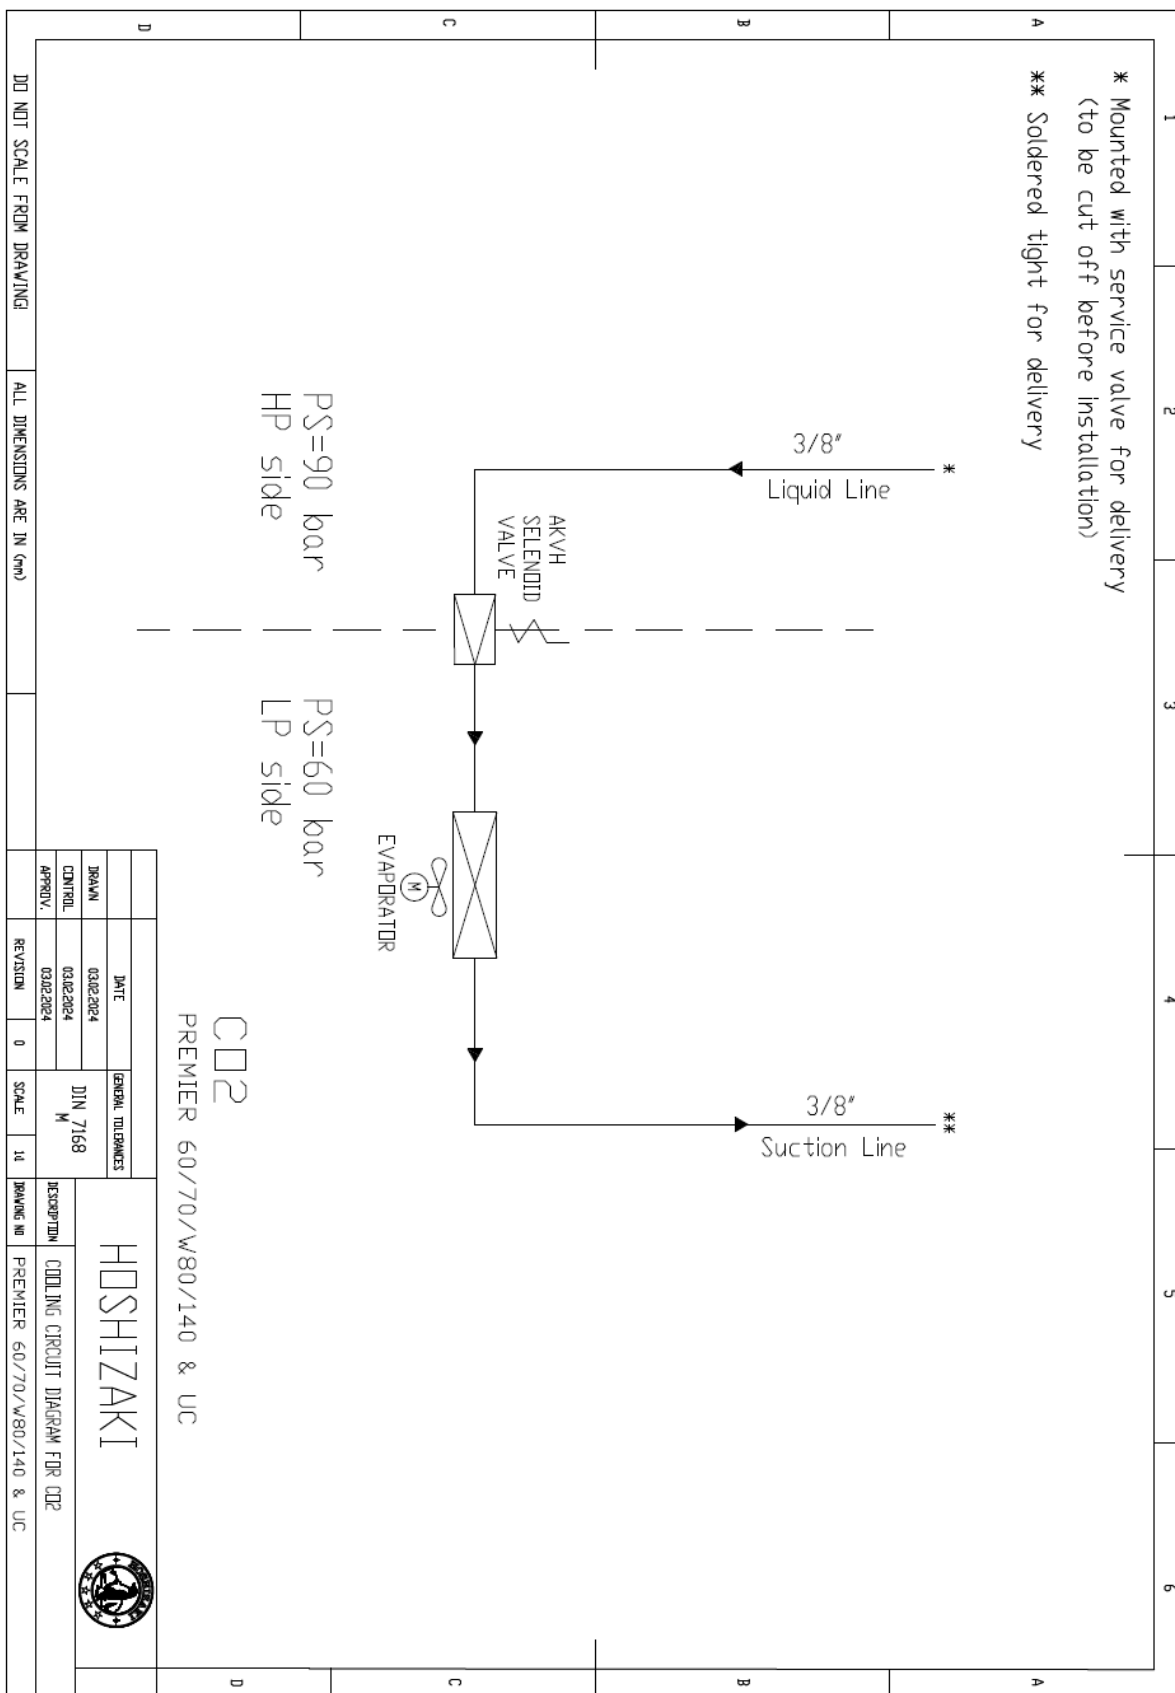 1
2
3
4
5
6
A
B
C
D
A
B
C
D
* Mounted with service valve for delivery
(to be cut off before installation)
** Soldered tight for delivery
*
3/8"
Liquid Line
**
3/8"
Suction Line
AKVH
SELENOID
VALVE
EVAPORATOR
M
PS=90 bar
HP side
PS=60 bar
LP side
CO2
PREMIER 60/70/W80/140 & UC
DATE
GENERAL TOLERANCES
DRAWN 03.02.2024
CONTROL 03.02.2024
APPROV. 03.02.2024
DIN 7168
M
HOSHIZAKI
HOSHIZAKI
DESCRIPTION COOLING CIRCUIT DIAGRAM FOR CO2
DO NOT SCALE FROM DRAWING! ALL DIMENSIONS ARE IN (mm) REVISION 0 SCALE 1:1 DRAWING NO PREMIER 60/70/W80/140 & UC